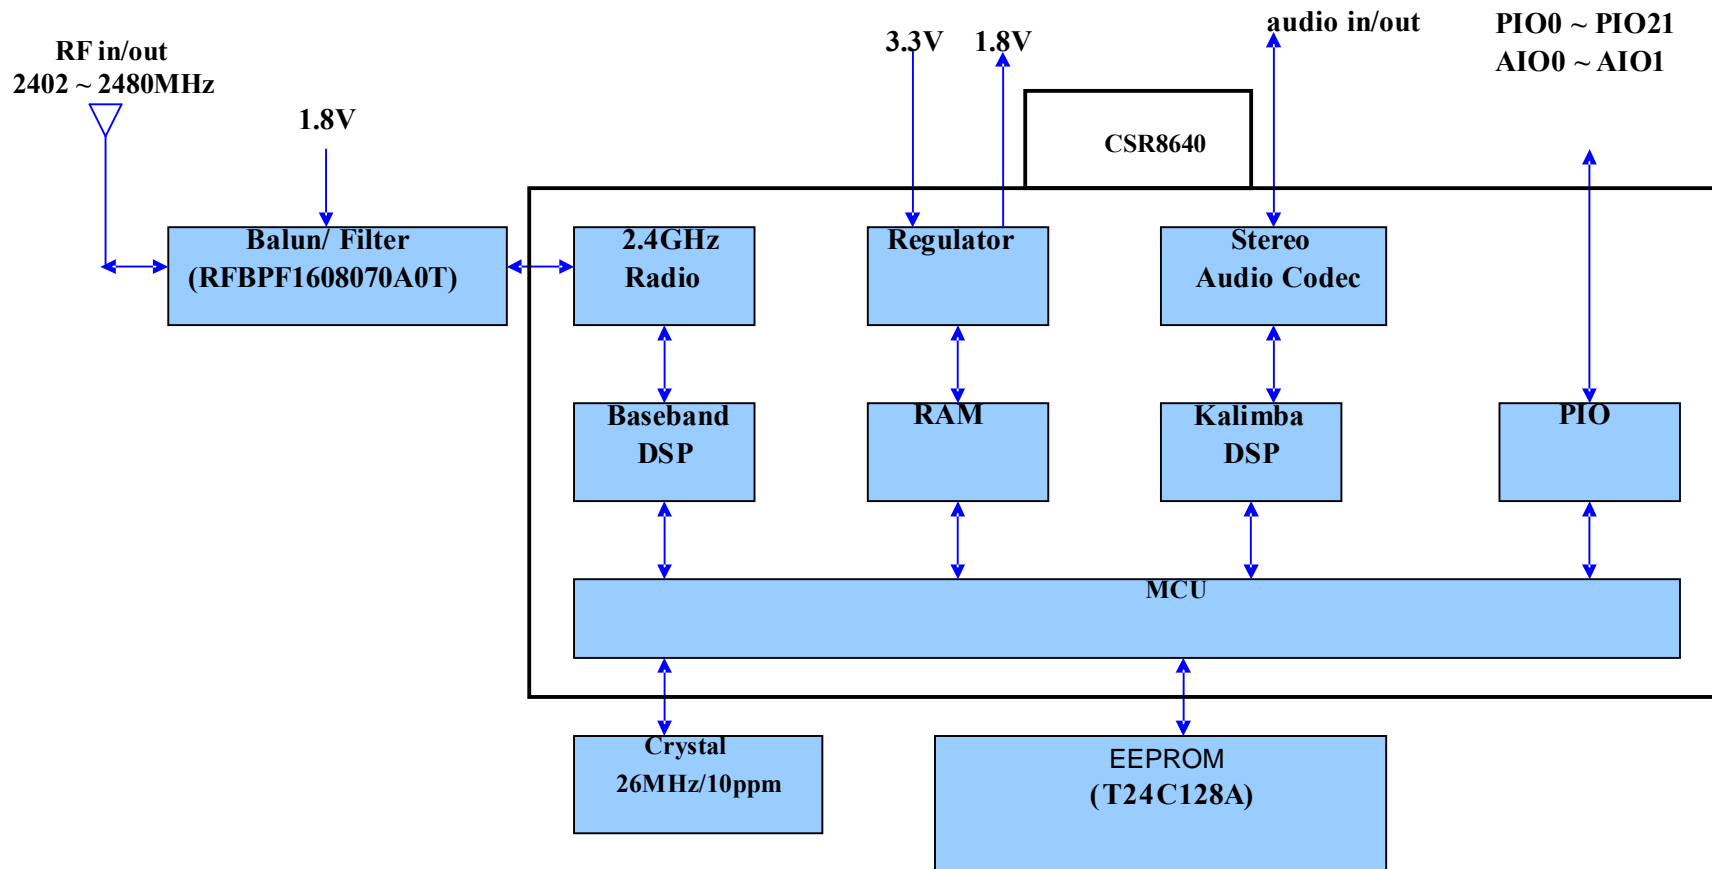 RF in/out
2402 ~ 2480MHz
1.8V
3.3V
1.8V
audio in/out
PIO0 ~ PIO21
AIO0 ~ AIO1
CSR8640
Balun/ Filter
(RFBPF1608070A0T)
2.4GHz
Radio
Regulator
Stereo
Audio Codec
Baseband
DSP
RAM
Kalimba
DSP
PIO
MCU
Crystal
26MHz/10ppm
EEPROM
(T24C128A)